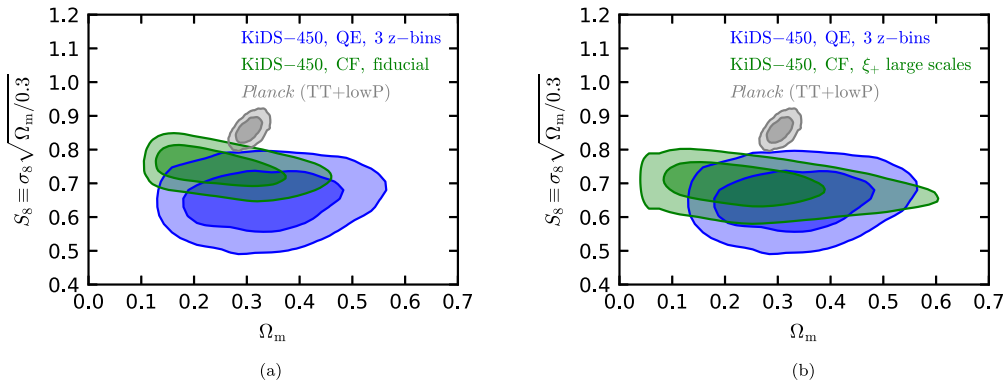 1.2
1.1
1.0
0.9
0.8
0.7
0.6
0.5
0.4
S₈ ≡ σ₈√Ωₘ/0.3
KiDS−450, QE, 3 z-bins
KiDS−450, CF, fiducial
Planck (TT+lowP)
0.0 0.1 0.2 0.3 0.4 0.5 0.6 0.7
Ωₘ
(a)
1.2
1.1
1.0
0.9
0.8
0.7
0.6
0.5
0.4
S₈ ≡ σ₈√Ωₘ/0.3
KiDS−450, QE, 3 z-bins
KiDS−450, CF, ξ₊ large scales
Planck (TT+lowP)
0.0 0.1 0.2 0.3 0.4 0.5 0.6 0.7
Ωₘ
(b)